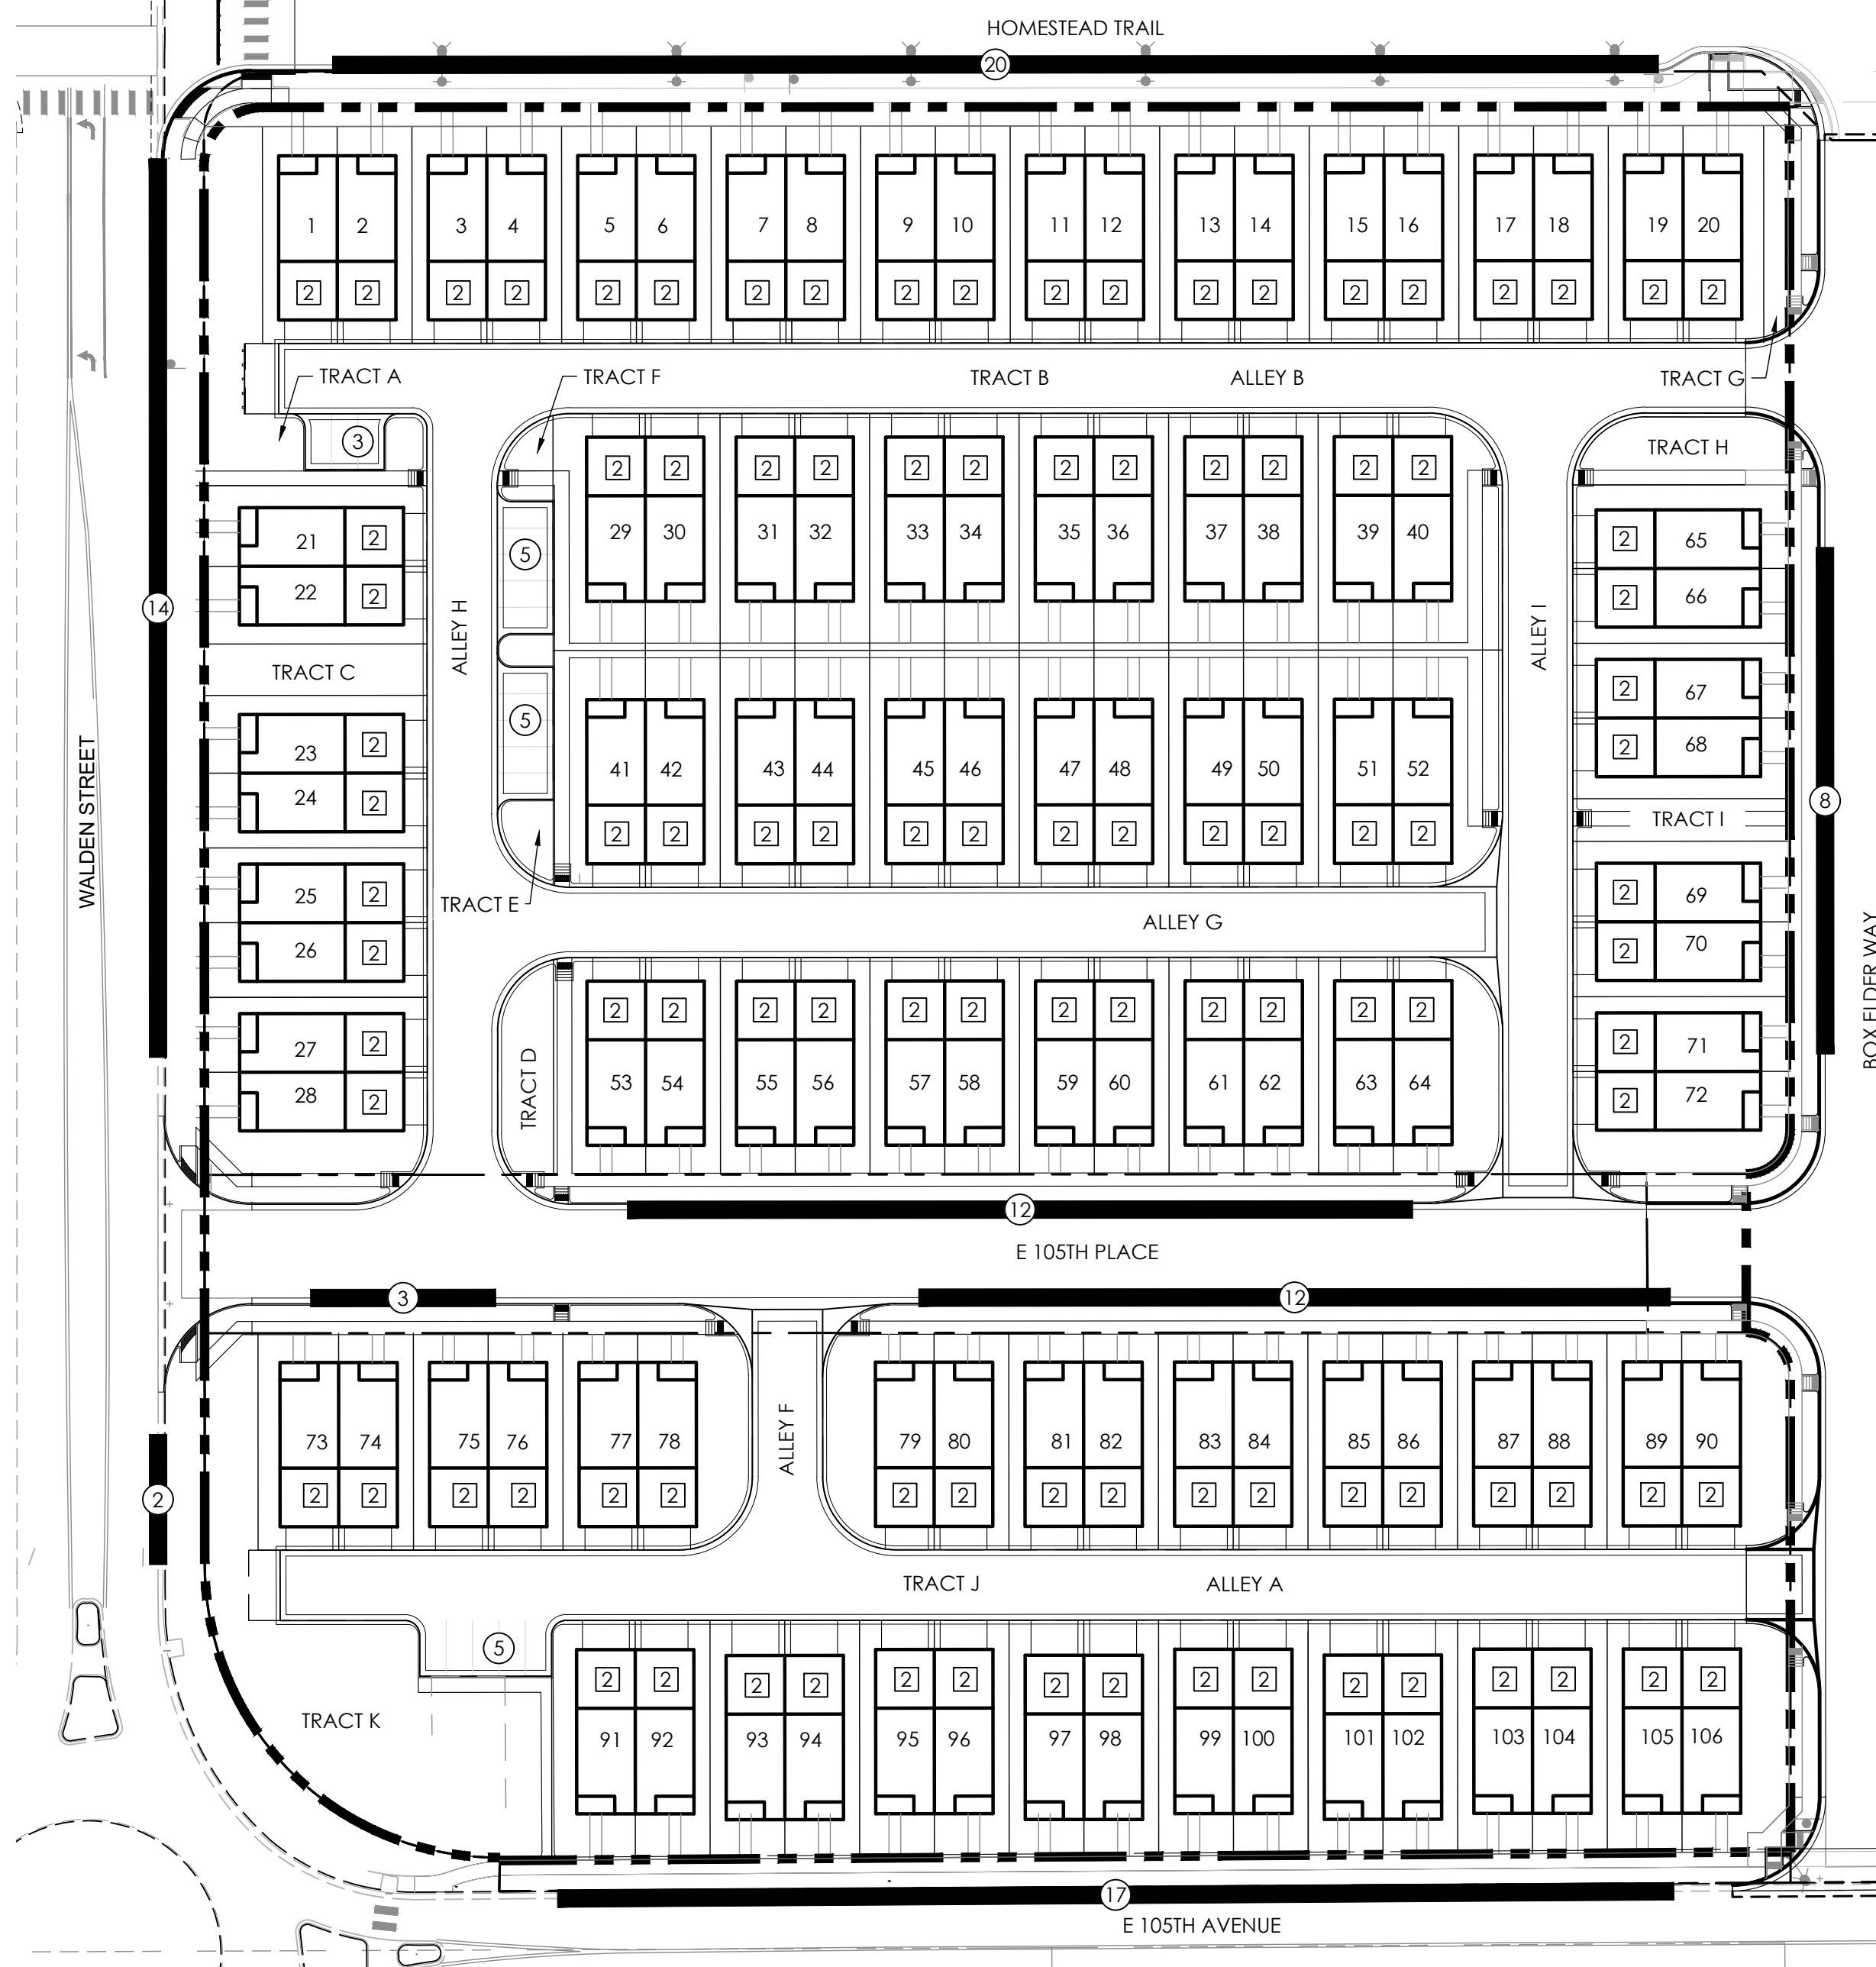 HOMESTEAD TRAIL
20
1 2 3 4 5 6 7 8 9 10 11 12 13 14 15 16 17 18 19 20
2 2 2 2 2 2 2 2 2 2 2 2 2 2 2 2 2 2 2 2
TRACT A TRACT F TRACT B ALLEY B TRACT G
3
TRACT H
2 2 2 2 2 2 2 2 2 2 2 2
29 30 31 32 33 34 35 36 37 38 39 40
21 2
22 2
5
2 65
2 66
14
ALLEY H
ALLEY I
TRACT C
2 67
2 68
5
23 2
24 2
41 42 43 44 45 46 47 48 49 50 51 52
2 2 2 2 2 2 2 2 2 2 2 2
8
TRACT I
WALDEN STREET
25 2
26 2
TRACT E
ALLEY G
2 69
2 70
BOX ELDER WAY
2 2 2 2 2 2 2 2 2 2 2 2
53 54 55 56 57 58 59 60 61 62 63 64
27 2
28 2
TRACT D
2 71
2 72
12
E 105TH PLACE
3
12
73 74 75 76 77 78 79 80 81 82 83 84 85 86 87 88 89 90
2 2 2 2 2 2 2 2 2 2 2 2 2 2 2 2 2 2
ALLEY F
2
TRACT J ALLEY A
5
2 2 2 2 2 2 2 2 2 2 2 2 2 2 2 2
TRACT K
91 92 93 94 95 96 97 98 99 100 101 102 103 104 105 106
17
E 105TH AVENUE